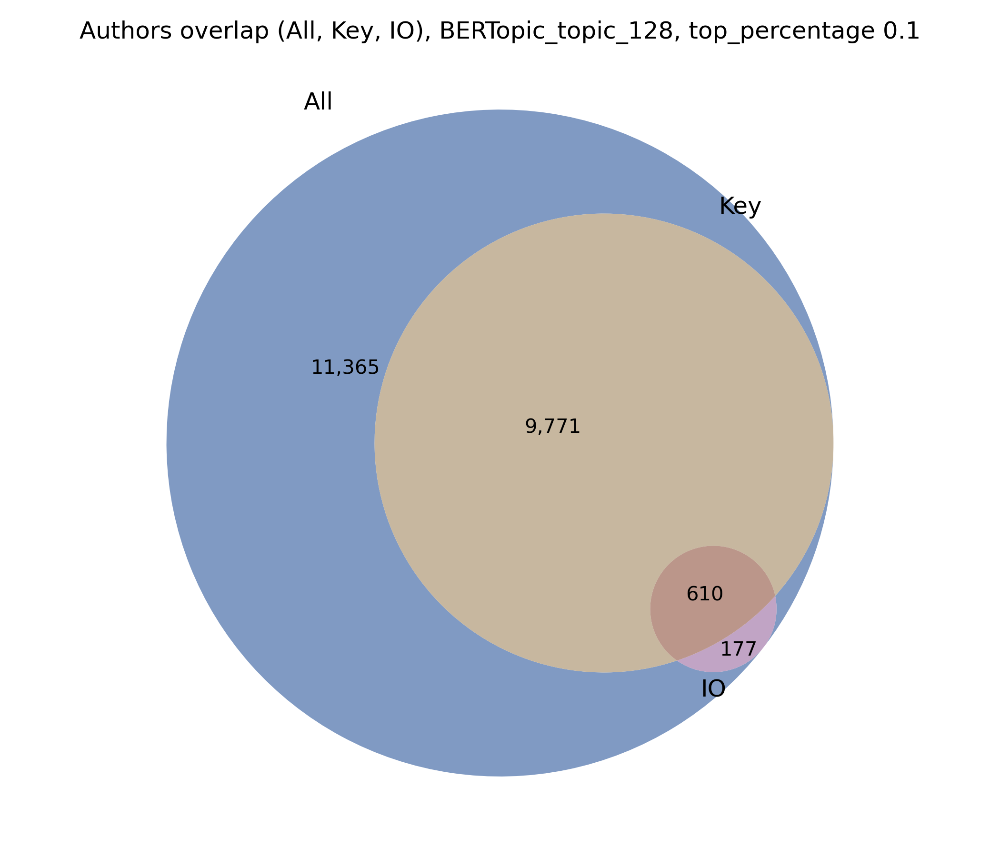 Authors overlap (All, Key, IO), BERTopic_topic_128, top_percentage 0.1
All
Key
11,365
9,771
610
177
IO